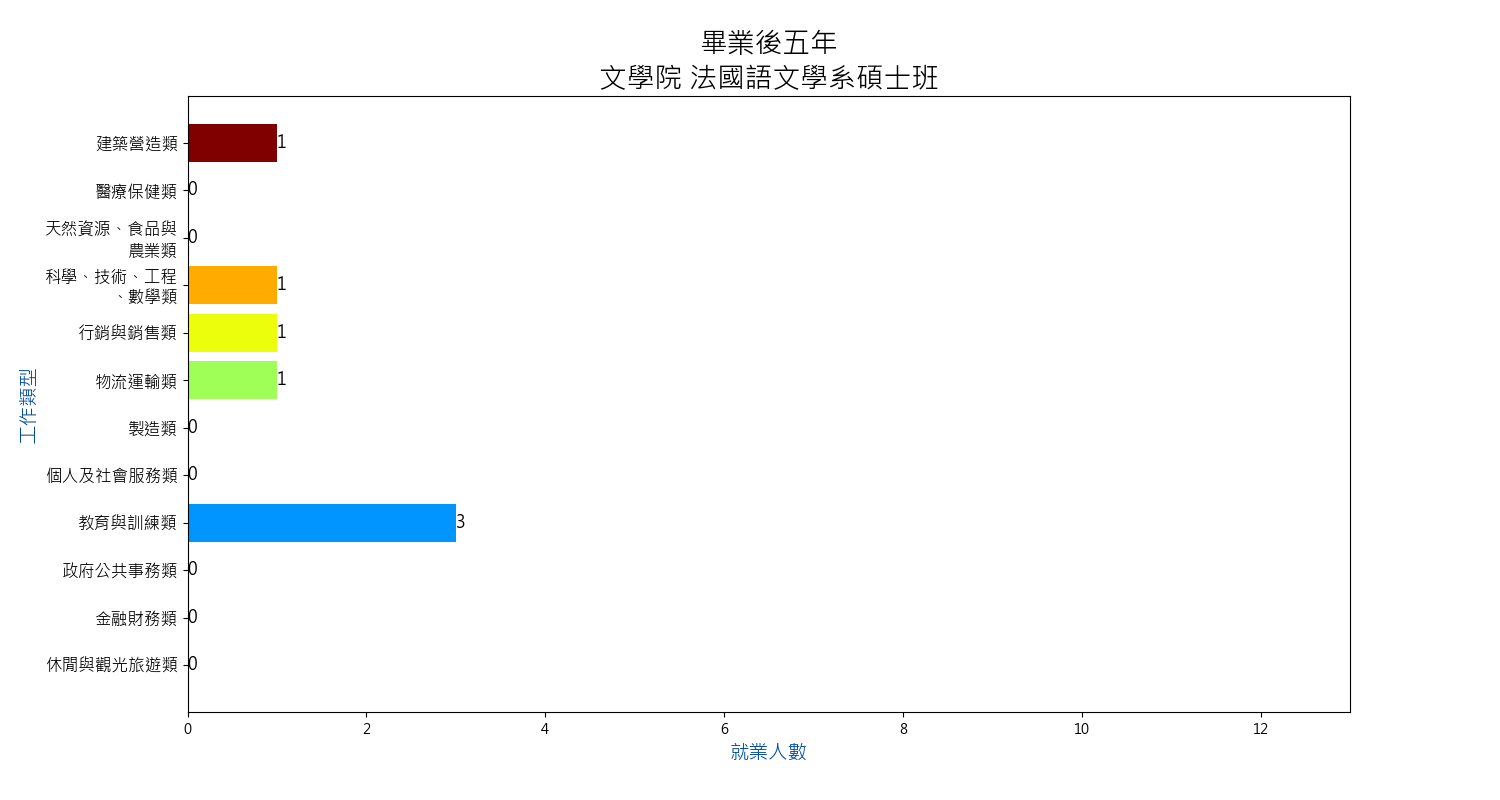 畢業後五年
文學院 法國語文學系碩士班
建築營造類
1
醫療保健類
0
天然資源、食品與
農業類
0
科學、技術、工程
、數學類
1
行銷與銷售類
1
物流運輸類
1
製造類
0
個人及社會服務類
0
教育與訓練類
3
政府公共事務類
0
金融財務類
0
休閒與觀光旅遊類
0
工作類型
0 2 4 6 8 10 12
就業人數